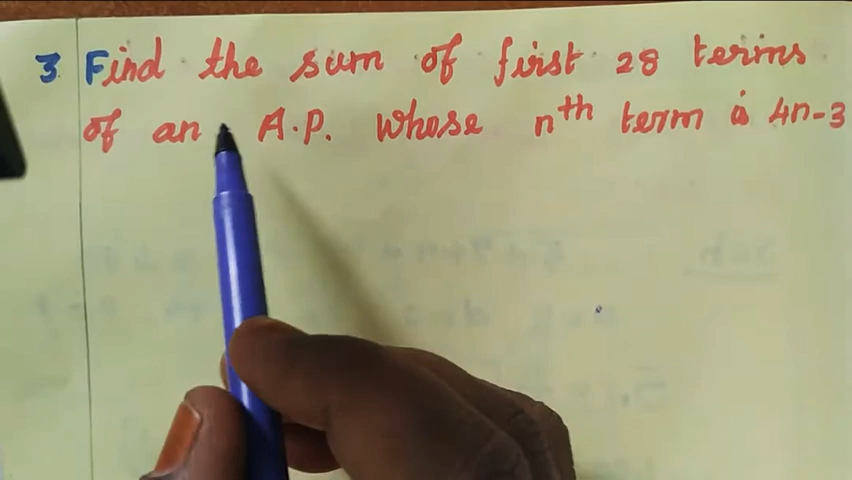 3 Find the sum of first 28 terms
of an A.P. whose nth term is 4n-3